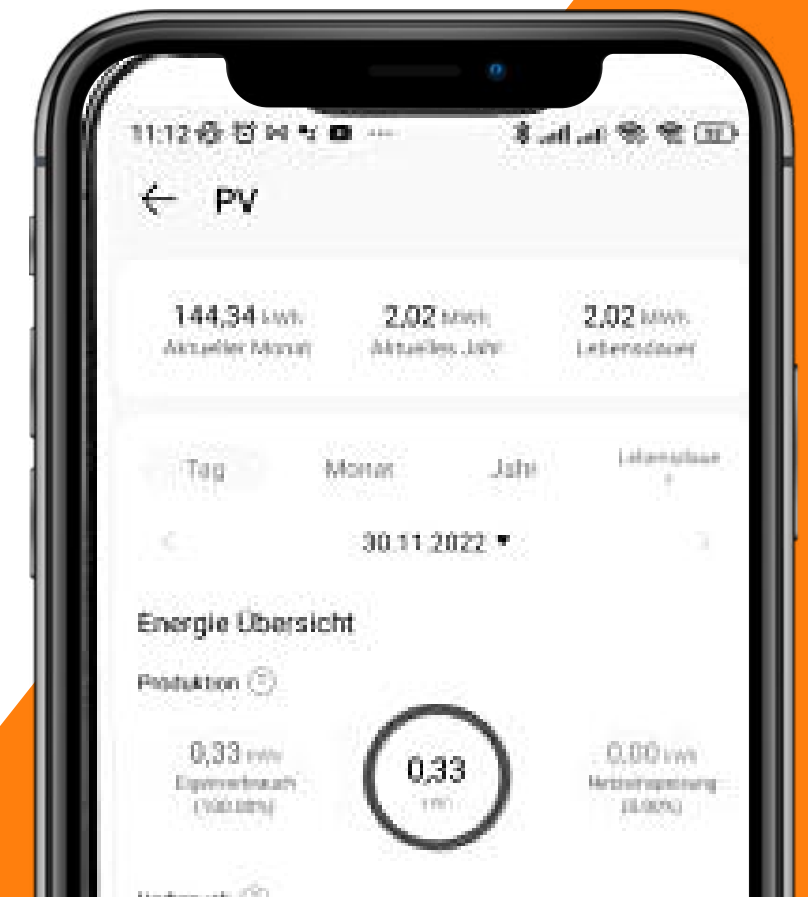 11:12
PV
144,34 kWh
Aktueller Monat
2,02 MWh
Aktuelles Jahr
2,02 MWh
Lebensdauer
Tag Monat Jahr Lebensdaue
r
30.11.2022
Energie Übersicht
Produktion ?
0,33 kWh
Eigenverbrauch
(100.00%)
0,33
kWh
0,00 kWh
Netzeinspeisung
(0.00%)